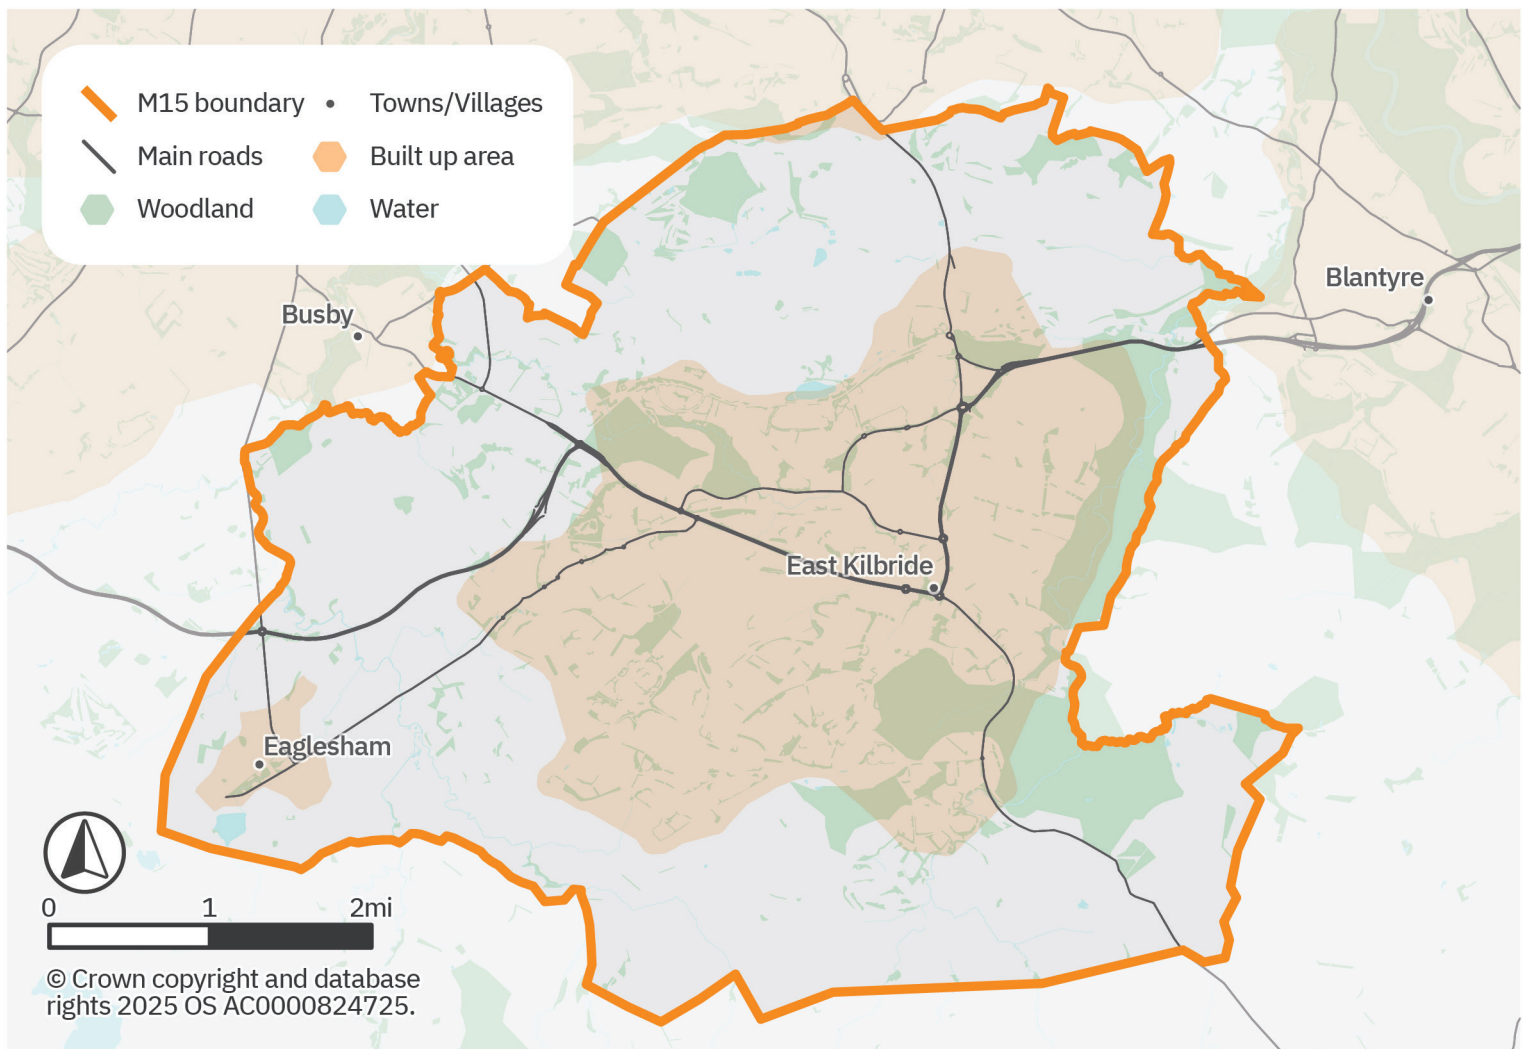 M15 boundary
Towns/Villages
Main roads
Built up area
Woodland
Water
Blantyre
Busby
East Kilbride
Eaglesham
0 1 2mi
© Crown copyright and database
rights 2025 OS AC0000824725.